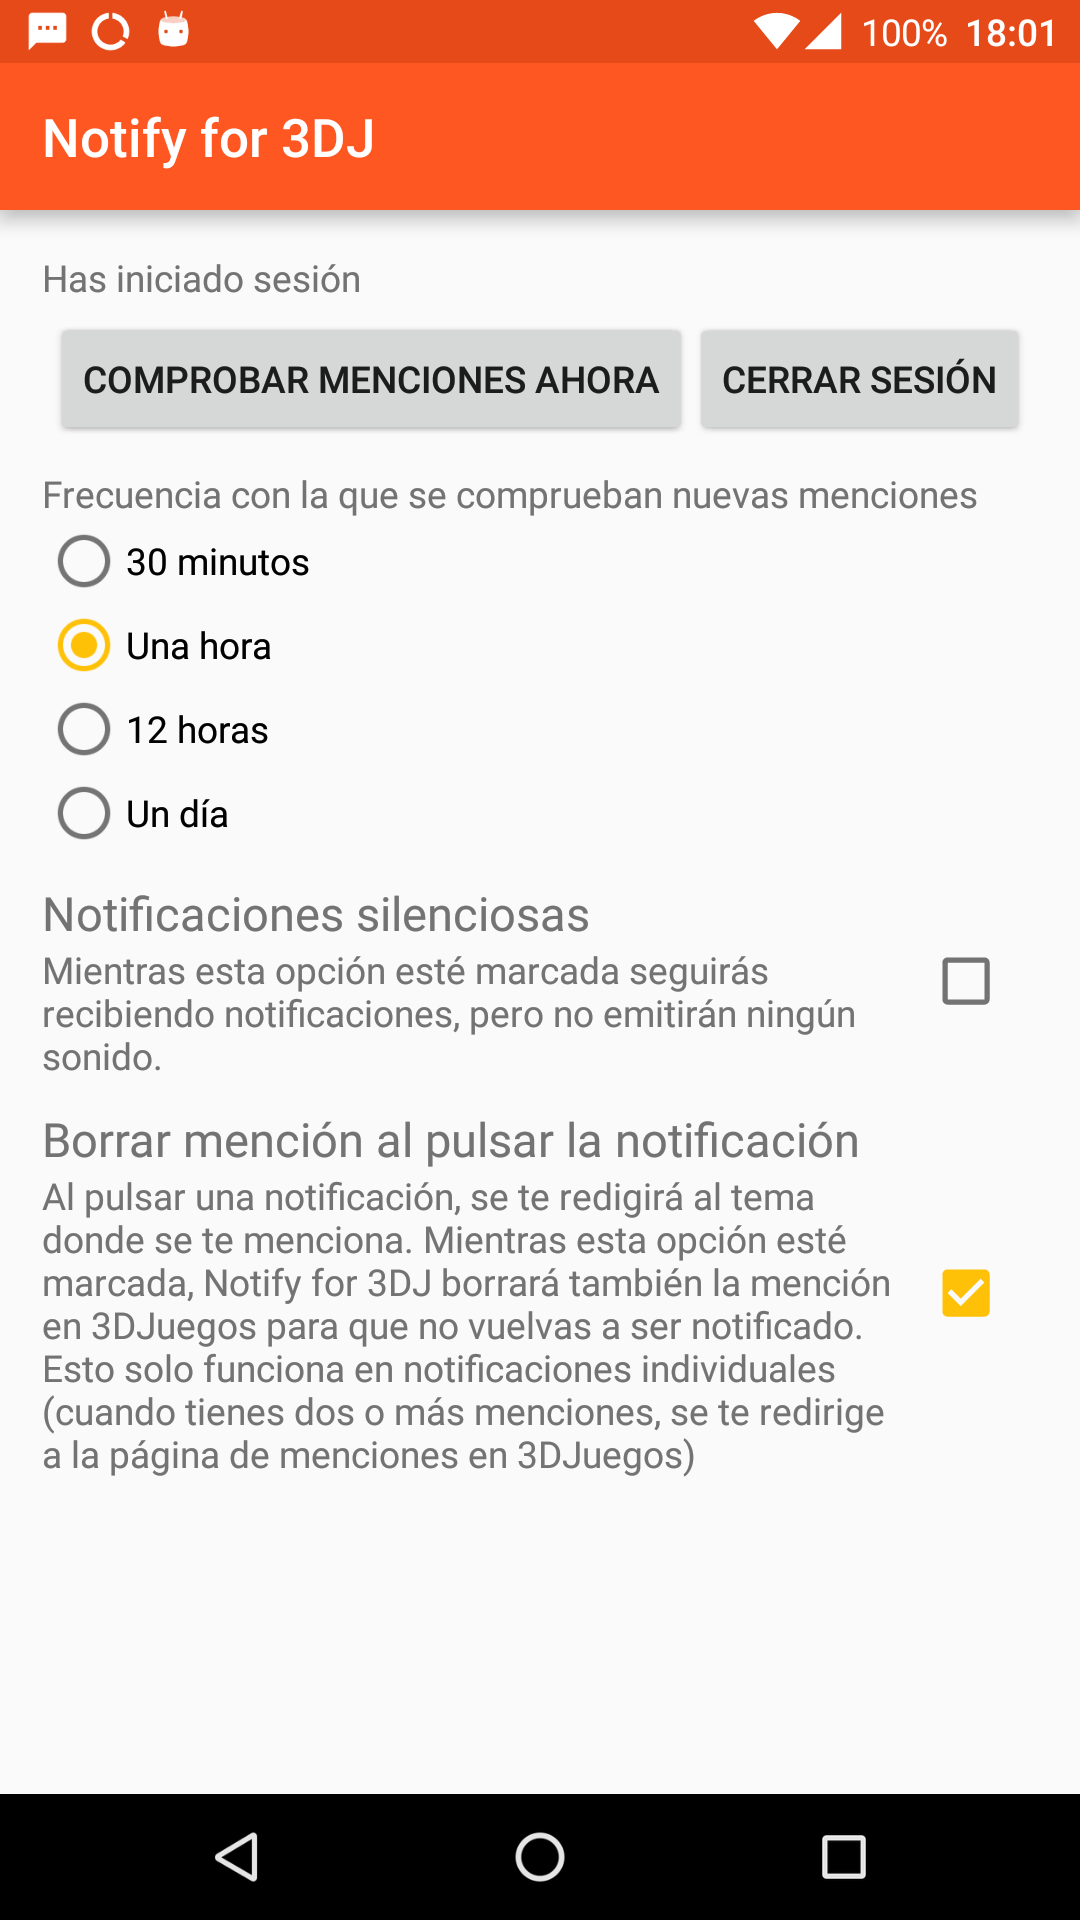 100% 18:01
Notify for 3DJ
Has iniciado sesión
COMPROBAR MENCIONES AHORA CERRAR SESIÓN
Frecuencia con la que se comprueban nuevas menciones
30 minutos
Una hora
12 horas
Un día
Notificaciones silenciosas
Mientras esta opción esté marcada seguirás
recibiendo notificaciones, pero no emitirán ningún
sonido.
Borrar mención al pulsar la notificación
Al pulsar una notificación, se te redigirá al tema
donde se te menciona. Mientras esta opción esté
marcada, Notify for 3DJ borrará también la mención
en 3DJuegos para que no vuelvas a ser notificado.
Esto solo funciona en notificaciones individuales
(cuando tienes dos o más menciones, se te redirige
a la página de menciones en 3DJuegos)